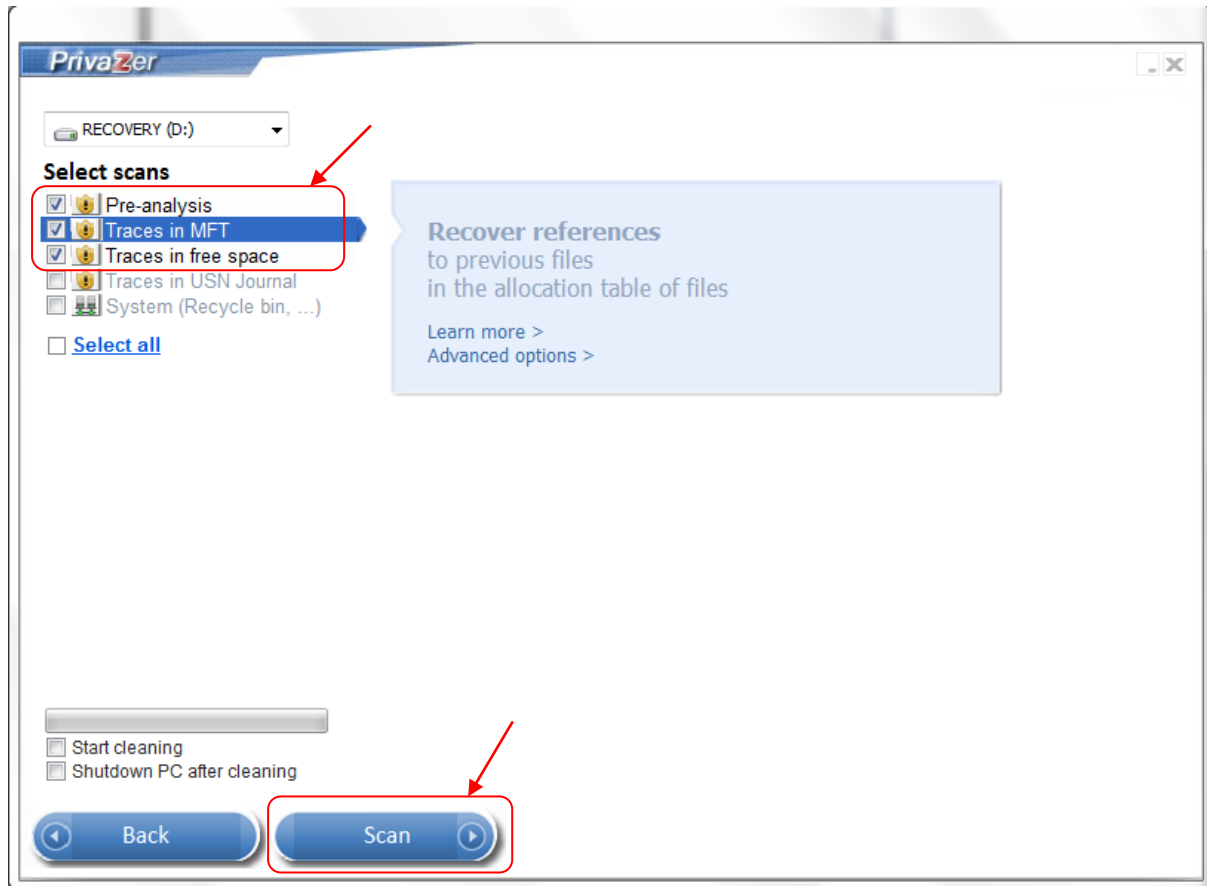 PrivaZer
RECOVERY (D:)
Select scans
Pre-analysis
Traces in MFT
Traces in free space
Traces in USN Journal
System (Recycle bin, ...)
Select all
Recover references
to previous files
in the allocation table of files
Learn more >
Advanced options >
Start cleaning
Shutdown PC after cleaning
Back
Scan